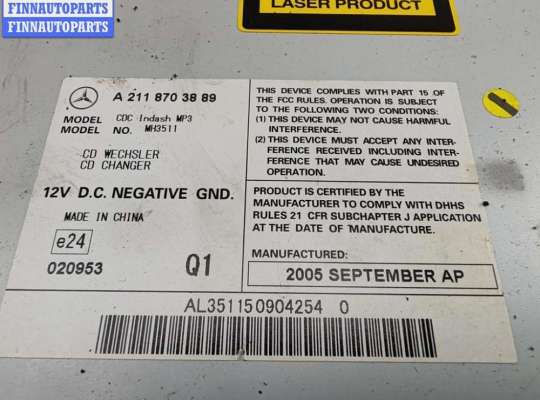 FINNAUTOPARTS
FINNAUTOPARTS
LASER PRODUCT
A 211 870 38 89
MODEL CDC Indash MP3
MODEL NO. MH3511
CD WECHSLER
CD CHANGER
12V D.C. NEGATIVE GND.
MADE IN CHINA
e24
020953 Q1
THIS DEVICE COMPLIES WITH PART 15 OF
THE FCC RULES. OPERATION IS SUBJECT
TO THE FOLLOWING TWO CONDITIONS:
(1) THIS DEVICE MAY NOT CAUSE HARMFUL
INTERFERENCE.
(2) THIS DEVICE MUST ACCEPT ANY INTER-
FERENCE RECEIVED INCLUDING INTER-
FERENCE THAT MAY CAUSE UNDESIRED
OPERATION.
PRODUCT IS CERTIFIED BY THE
MANUFACTURER TO COMPLY WITH DHHS
RULES 21 CFR SUBCHAPTER J APPLICATION
AT THE DATE OF MANUFACTURE.
MANUFACTURED:
2005 SEPTEMBER AP
AL351150904254 0